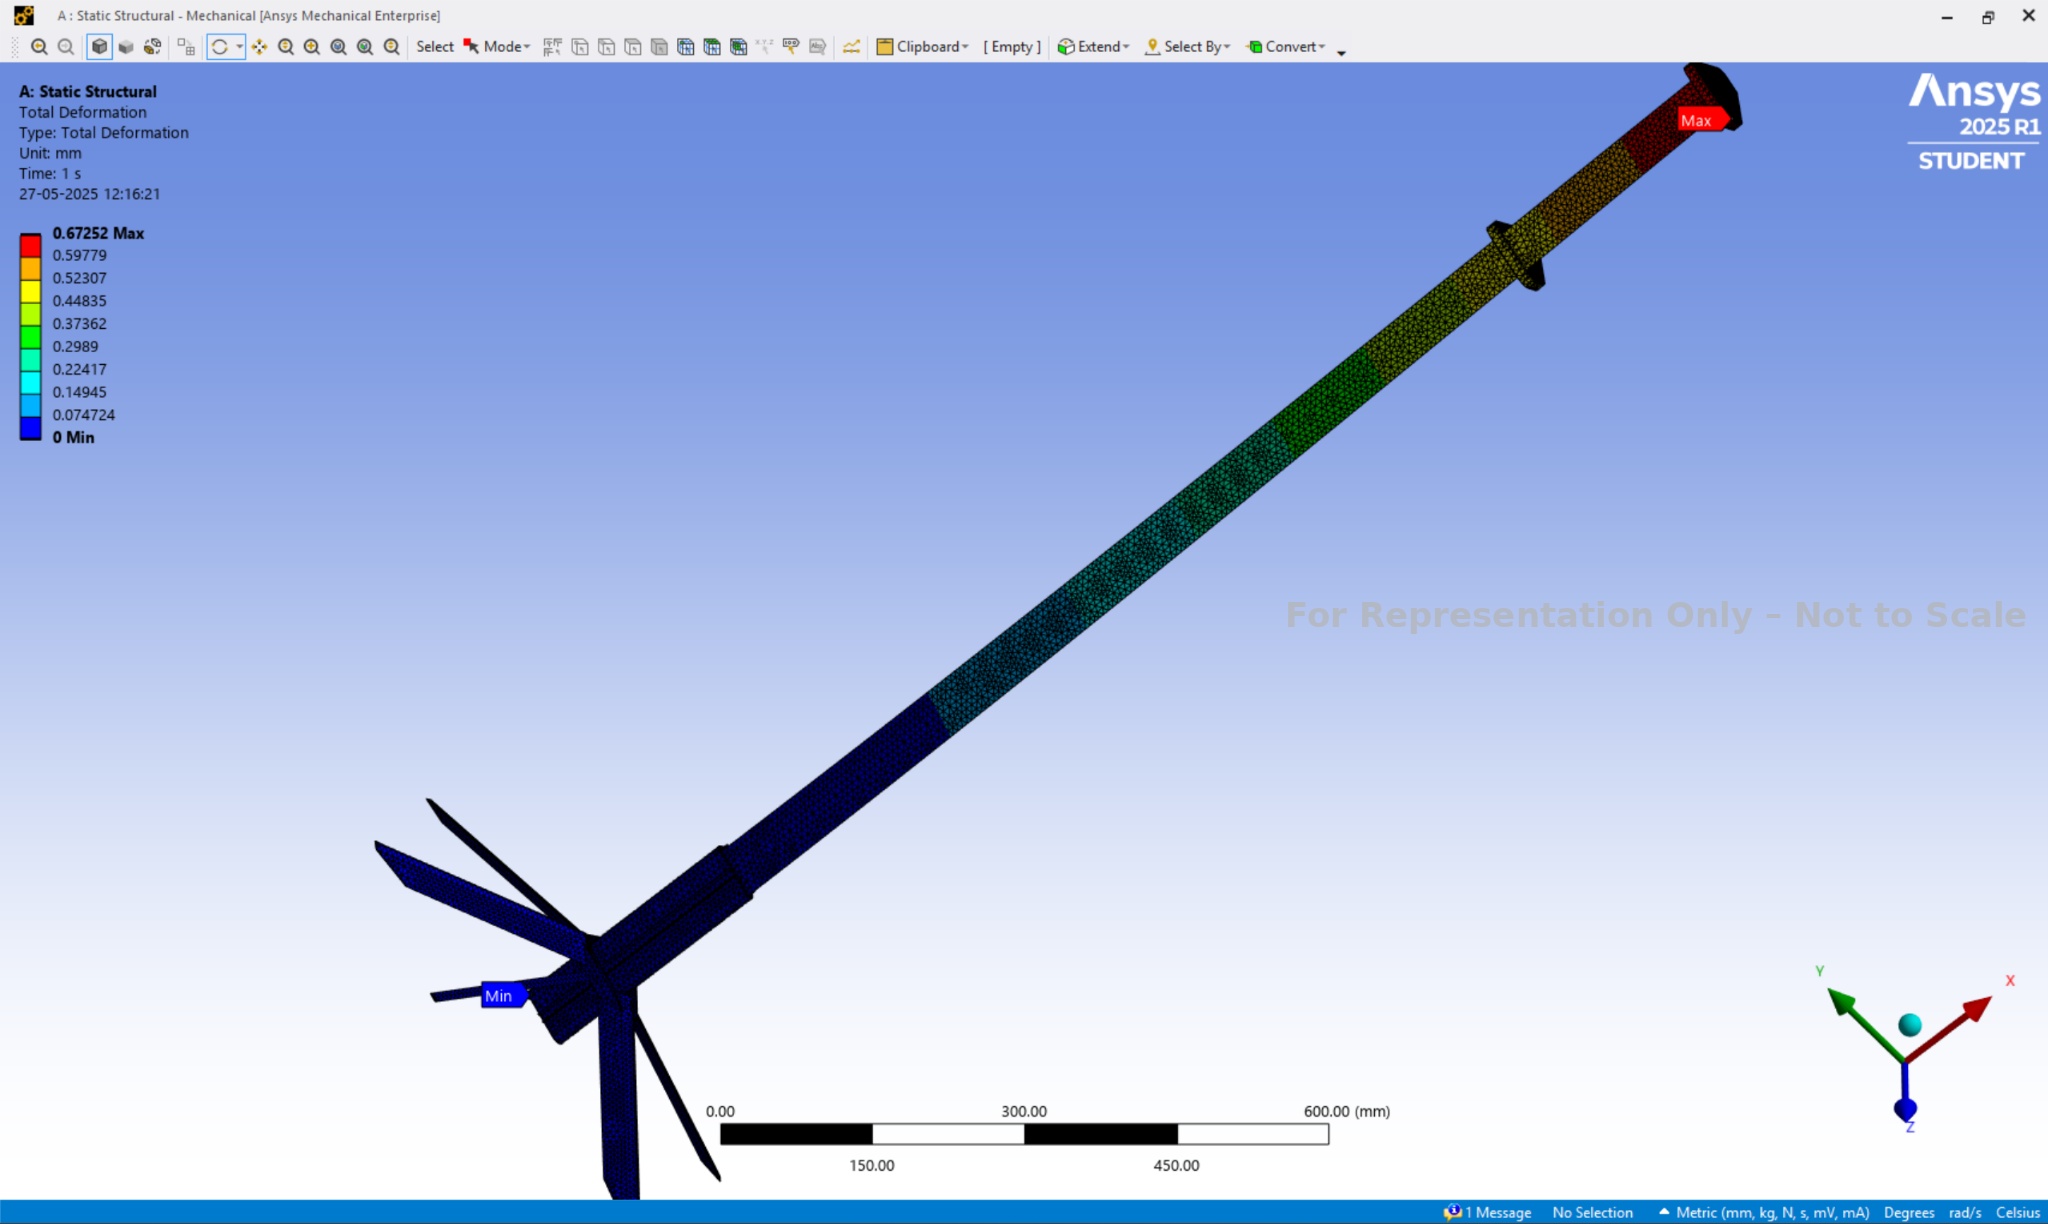 A : Static Structural - Mechanical [Ansys Mechanical Enterprise]
Select Mode Clipboard [ Empty ] Extend Select By Convert
A: Static Structural
Total Deformation
Type: Total Deformation
Unit: mm
Time: 1 s
27-05-2025 12:16:21
0.67252 Max
0.59779
0.52307
0.44835
0.37362
0.2989
0.22417
0.14945
0.074724
0 Min
Ansys
2025 R1
STUDENT
Max
For Representation Only – Not to Scale
Min
Y
X
Z
0.00 300.00 600.00 (mm)
150.00 450.00
1 Message No Selection Metric (mm, kg, N, s, mV, mA) Degrees rad/s Celsius